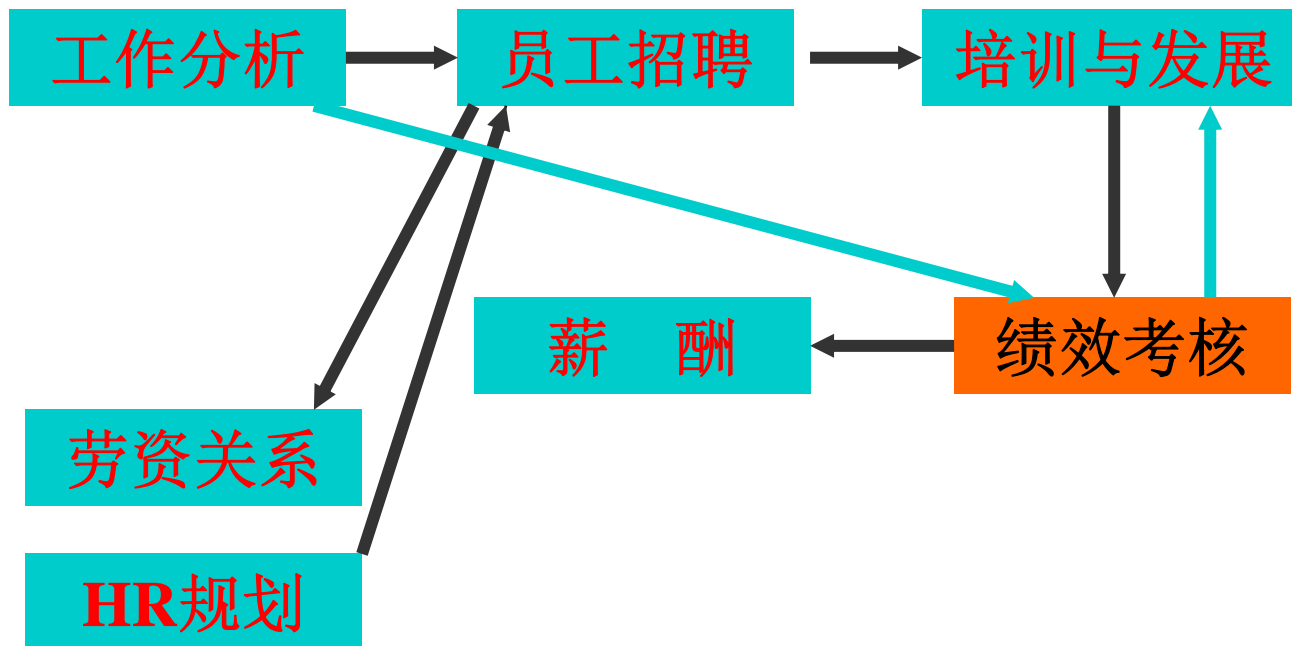 工作分析
员工招聘
培训与发展
薪 酬
绩效考核
劳资关系
HR规划